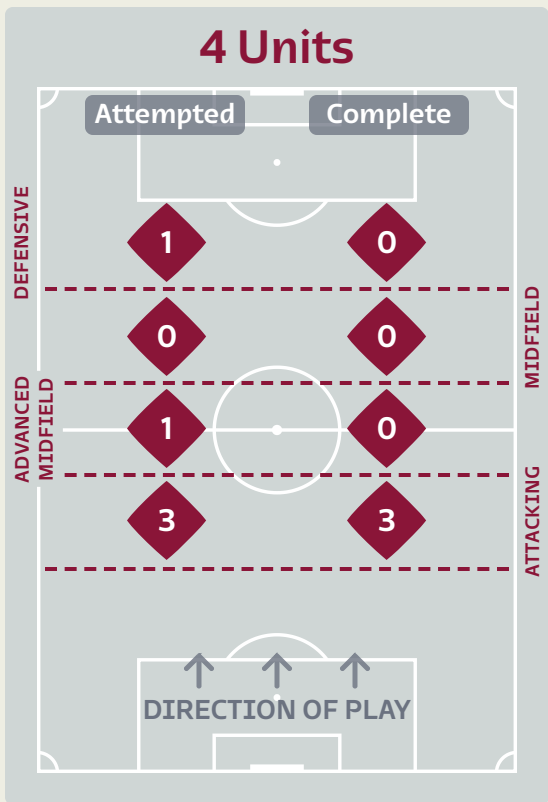 4 Units
Attempted
Complete
DEFENSIVE
1
0
0
0
MIDFIELD
ADVANCED
MIDFIELD
1
0
3
3
ATTACKING
DIRECTION OF PLAY